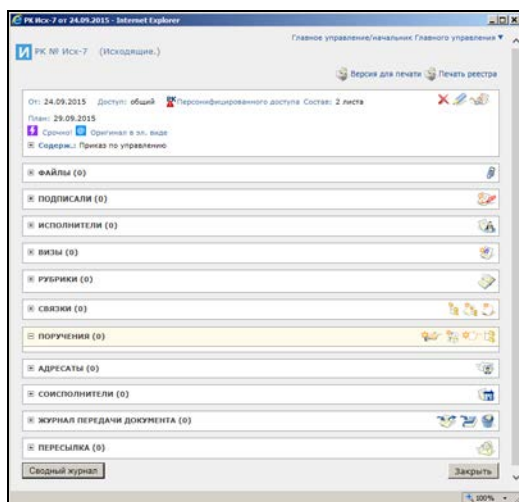 РК Исх-7 от 24.09.2015 - Internet Explorer
Главное управление/начальник Главного управления
И РК № Исх-7 (Исходящие.)
Версия для печати Печать реестра
От: 24.09.2015 Доступ: общий Персонифицированного доступа Состав: 2 листа
План: 29.09.2015
Срочно! Оригинал в эл. виде
Содерж.: Приказ по управлению
ФАЙЛЫ (0)
ПОДПИСАЛИ (0)
ИСПОЛНИТЕЛИ (0)
ВИЗЫ (0)
РУБРИКИ (0)
СВЯЗКИ (0)
ПОРУЧЕНИЯ (0)
АДРЕСАТЫ (0)
СОИСПОЛНИТЕЛИ (0)
ЖУРНАЛ ПЕРЕДАЧИ ДОКУМЕНТА (0)
ПЕРЕСЫЛКА (0)
Сводный журнал Закрыть
100%